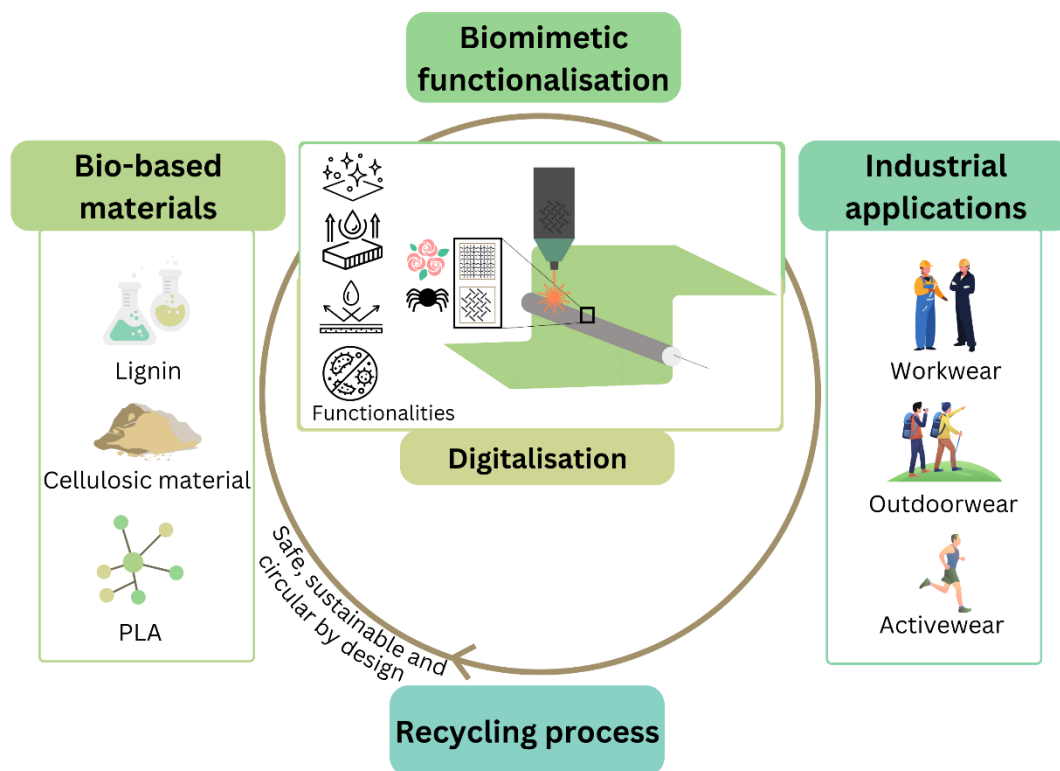 Biomimetic
functionalisation
Bio-based
materials
Lignin
Cellulosic material
PLA
Functionalities
Digitalisation
Industrial
applications
Workwear
Outdoorwear
Activewear
Safe, sustainable and
circular by design
Recycling process